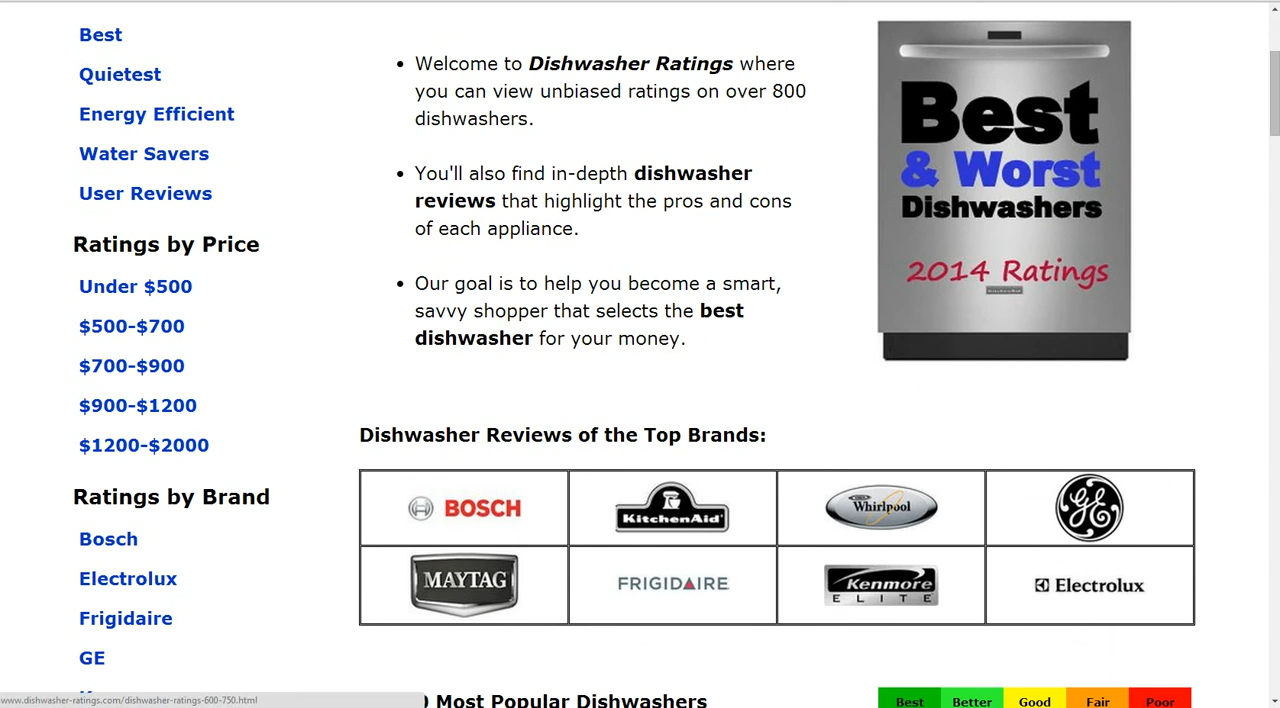 Best
Quietest
Energy Efficient
Water Savers
User Reviews
Ratings by Price
Under $500
$500-$700
$700-$900
$900-$1200
$1200-$2000
Ratings by Brand
Bosch
Electrolux
Frigidaire
GE
www.dishwasher-ratings.com/dishwasher-ratings-600-750.html
• Welcome to Dishwasher Ratings where
you can view unbiased ratings on over 800
dishwashers.
• You'll also find in-depth dishwasher
reviews that highlight the pros and cons
of each appliance.
• Our goal is to help you become a smart,
savvy shopper that selects the best
dishwasher for your money.
Best
& Worst
Dishwashers
2014 Ratings
Dishwasher Reviews of the Top Brands:
BOSCH
KitchenAid
Whirlpool
GE
MAYTAG
FRIGIDAIRE
Kenmore
ELITE
Electrolux
Most Popular Dishwashers
Best Better Good Fair Poor